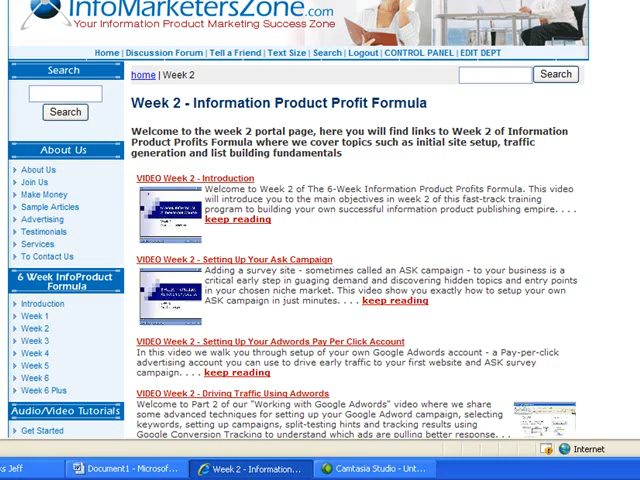 InfoMarketersZone.com
Your Information Product Marketing Success Zone
Home | Discussion Forum | Tell a Friend | Text Size | Search | Logout | CONTROL PANEL | EDIT DEPT
Search
Search
About Us
About Us
Join Us
Make Money
Sample Articles
Advertising
Testimonials
Services
To Contact Us
6 Week InfoProduct
Formula
Introduction
Week 1
Week 2
Week 3
Week 4
Week 5
Week 6
Week 6 Plus
Audio/Video Tutorials
Get Started
home | Week 2
Search
Week 2 - Information Product Profit Formula
Welcome to the week 2 portal page, here you will find links to Week 2 of Information
Product Profits Formula where we cover topics such as initial site setup, traffic
generation and list building fundamentals
VIDEO Week 2 - Introduction
Welcome to Week 2 of The 6-Week Information Product Profits Formula. This video
will introduce you to the main objectives in week 2 of this fast-track training
program to building your own successful information product publishing empire. . . .
keep reading
VIDEO Week 2 - Setting Up Your Ask Campaign
Adding a survey site - sometimes called an ASK campaign - to your business is a
critical early step in guaging demand and discovering hidden topics and entry points
in your chosen niche market. This video show you exactly how to setup your own
ASK campaign in just minutes. . . . keep reading
VIDEO Week 2 - Setting Up Your Adwords Pay Per Click Account
In this video we walk you through setup of your own Google Adwords account - a Pay-per-click
advertising account you can use to drive early traffic to your first website and ASK survey
campaign. . . . keep reading
VIDEO Week 2 - Driving Traffic Using Adwords
Welcome to Part 2 of our "Working with Google Adwords" video where we share
some advanced techniques for setting up your Google Adword campaign, selecting
keywords, setting up campaigns, split-testing hints and tracking results using
Google Conversion Tracking to understand which ads are pulling better response. . . .
Internet
ks Jeff
Document1 - Microsof...
Week 2 - Information...
Camtasia Studio - Unt...